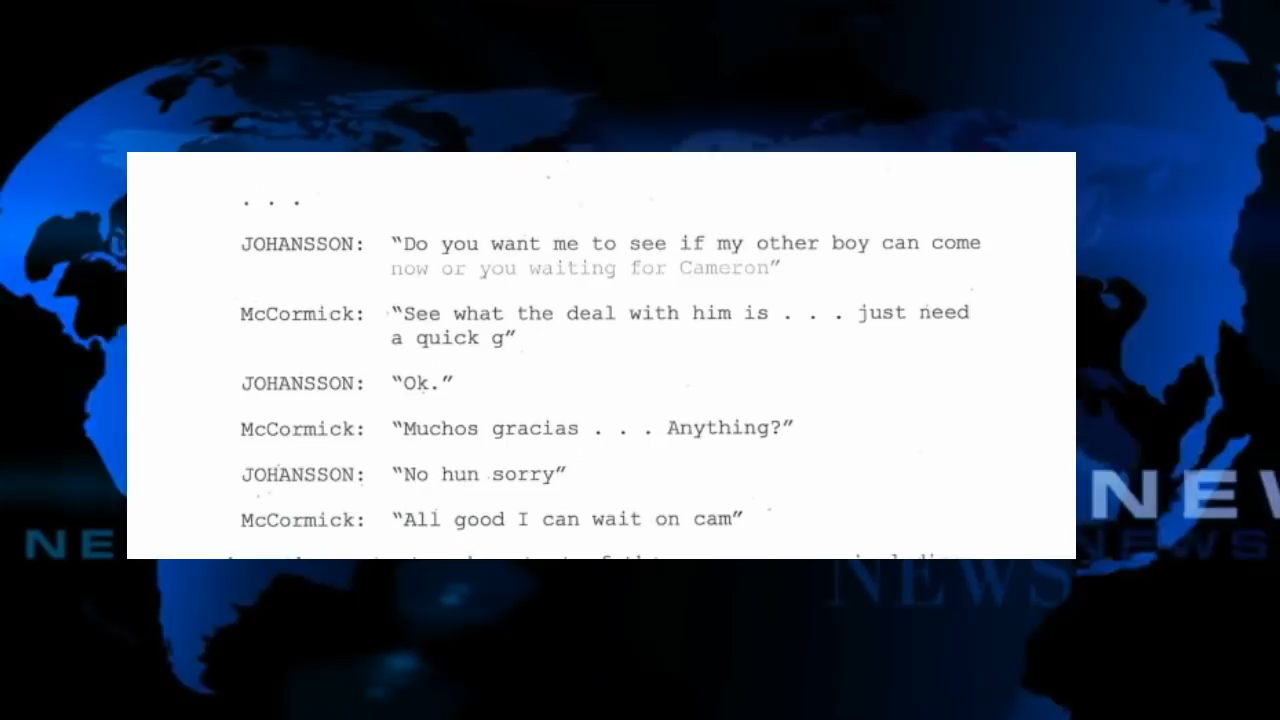 . . .
JOHANSSON: “Do you want me to see if my other boy can come
now or you waiting for Cameron”
McCormick: “See what the deal with him is . . . just need
a quick g”
JOHANSSON: “Ok.”
McCormick: “Muchos gracias . . . Anything?”
JOHANSSON: “No hun sorry”
McCormick: “All good I can wait on cam”
NEW
NE
NEWS
NEWS